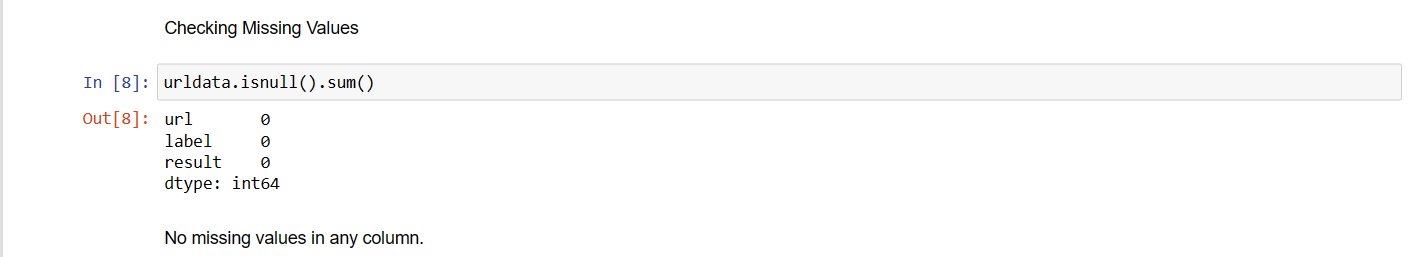 Checking Missing Values
In [8]: urldata.isnull().sum()
Out[8]: url 0
label 0
result 0
dtype: int64
No missing values in any column.